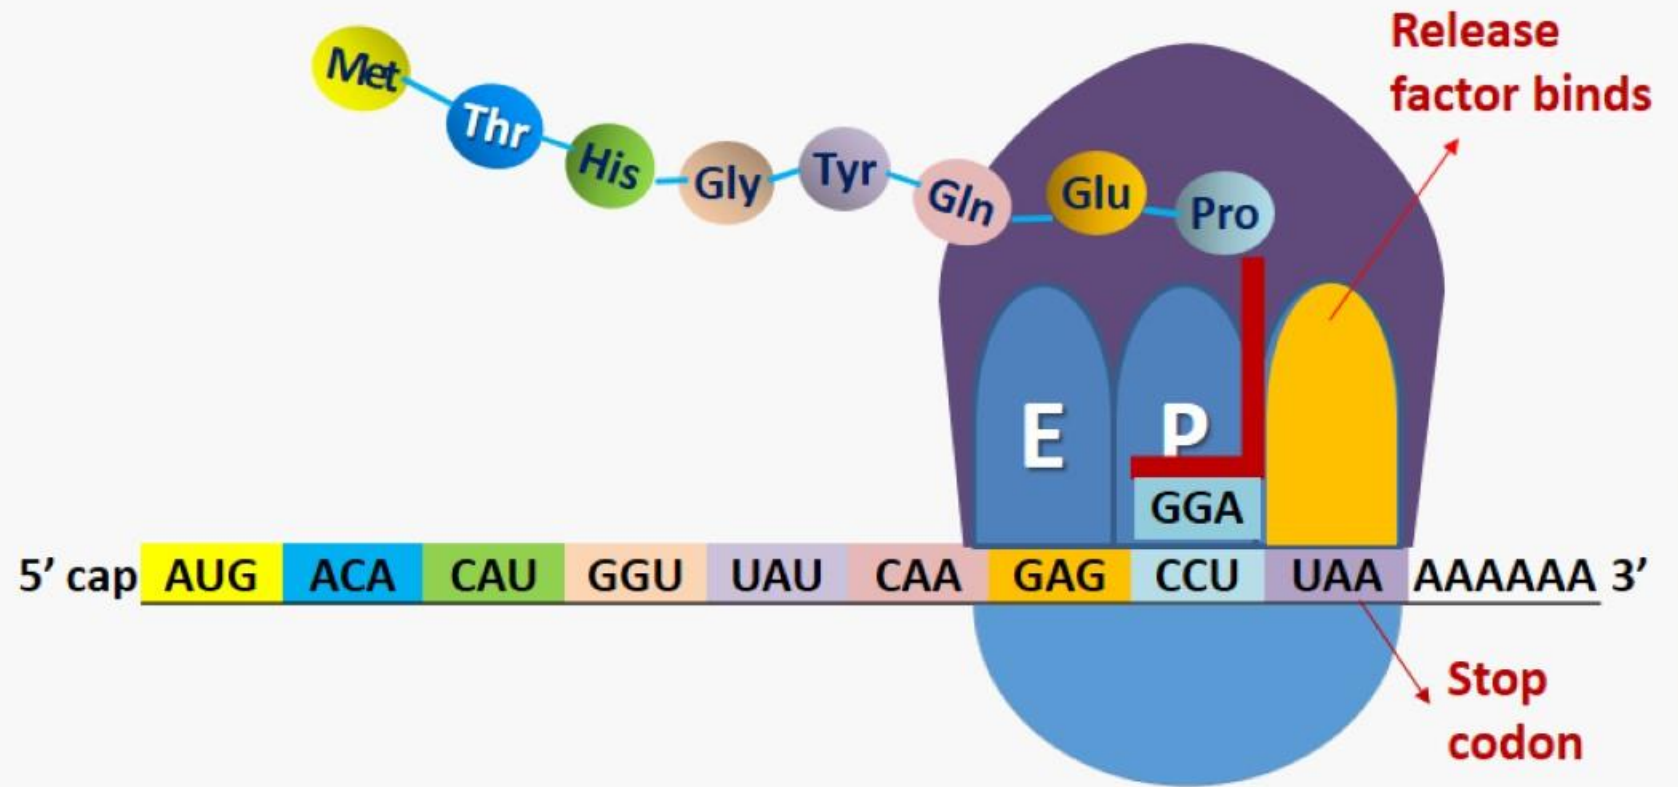 Release
factor binds
Met
Thr
His
Gly
Tyr
Gln
Glu
Pro
E
P
GGA
5’ cap AUG ACA CAU GGU UAU CAA GAG CCU UAA AAAAAA 3’
Stop
codon